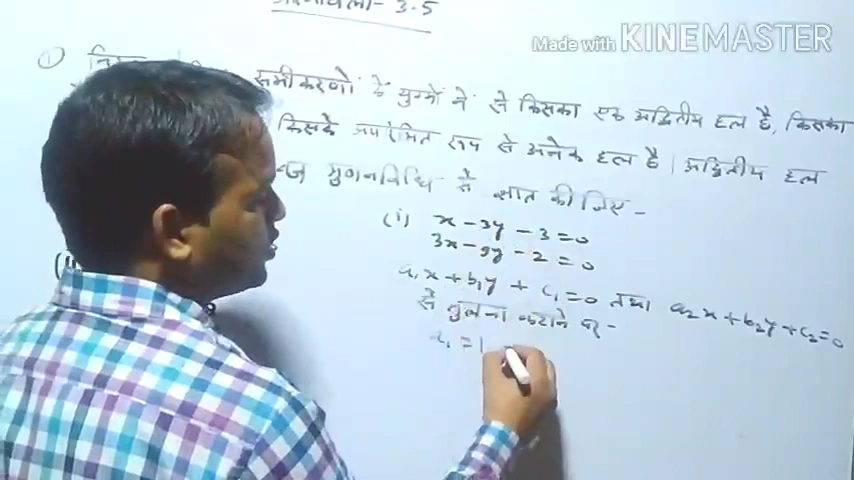 प्रश्नावली - 3.5
Made with KINEMASTER
① निम्न समीकरणों के युग्मों में से किसका एक अद्वितीय हल है, किसका
किसके अपरिमित रूप से अनेक हल है। अद्वितीय हल
गुणनविधि से ज्ञात कीजिए -
(i) x - 3y - 3 = 0
3x - 9y - 2 = 0
a₁x + b₁y + c₁ = 0 तथा a₂x + b₂y + c₂ = 0
से तुलना कराने पर -
a₁ = 1